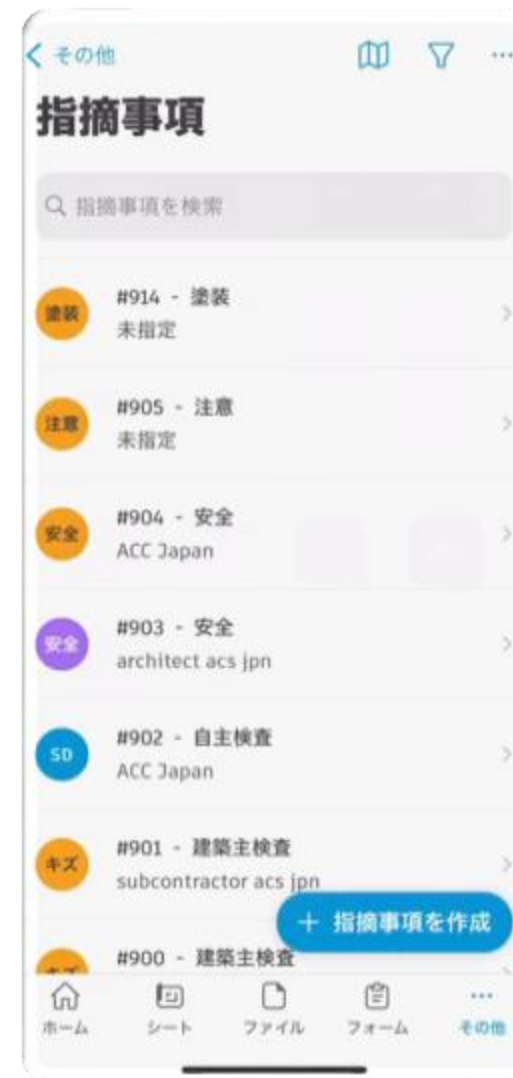 その他
指摘事項
指摘事項を検索
塗装
#914 - 塗装
未指定
注意
#905 - 注意
未指定
安全
#904 - 安全
ACC Japan
安全
#903 - 安全
architect acs jpn
SD
#902 - 自主検査
ACC Japan
キズ
#901 - 建築主検査
subcontractor acs jpn
+ 指摘事項を作成
キズ
#900 - 建築主検査
ホーム
シート
ファイル
フォーム
その他